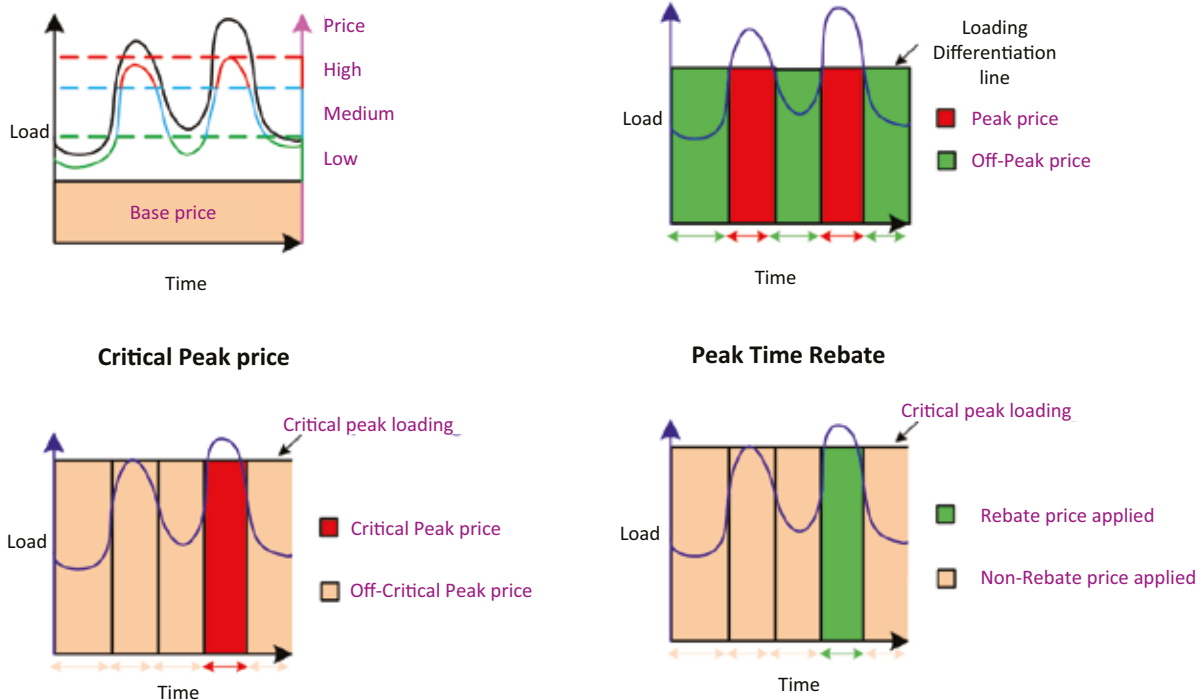 Price
High
Medium
Load
Low
Base price
Time
Loading
Differentiation
line
Load
Peak price
Off-Peak price
Time
Critical Peak price
Critical peak loading
Load
Critical Peak price
Off-Critical Peak price
Time
Peak Time Rebate
Critical peak loading
Load
Rebate price applied
Non-Rebate price applied
Time